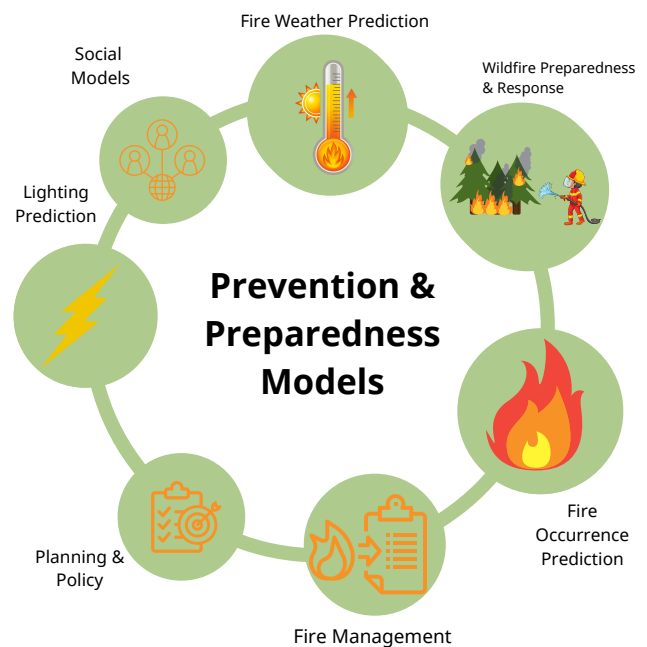 Fire Weather Prediction
Social
Models
Wildfire Preparedness
& Response
Lighting
Prediction
Prevention &
Preparedness
Models
Fire
Occurrence
Prediction
Planning &
Policy
Fire Management